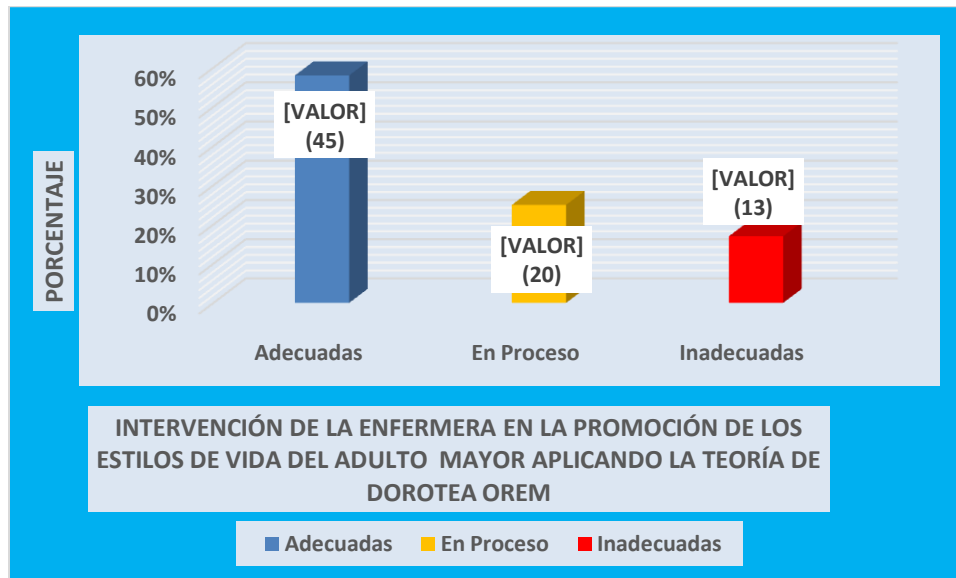 60%
50%
40%
30%
20%
10%
0%
PORCENTAJE
[VALOR]
(45)
[VALOR]
(20)
[VALOR]
(13)
Adecuadas
En Proceso
Inadecuadas
INTERVENCIÓN DE LA ENFERMERA EN LA PROMOCIÓN DE LOS
ESTILOS DE VIDA DEL ADULTO MAYOR APLICANDO LA TEORÍA DE
DOROTEA OREM
Adecuadas
En Proceso
Inadecuadas